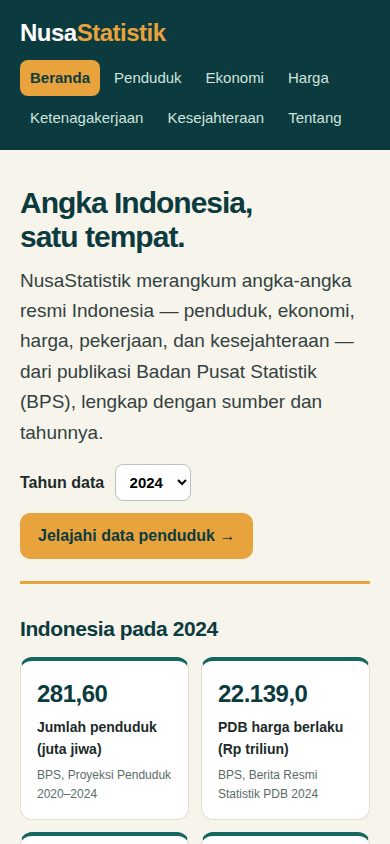 NusaStatistik
Beranda Penduduk Ekonomi Harga
Ketenagakerjaan Kesejahteraan Tentang
Angka Indonesia,
satu tempat.
NusaStatistik merangkum angka-angka
resmi Indonesia — penduduk, ekonomi,
harga, pekerjaan, dan kesejahteraan —
dari publikasi Badan Pusat Statistik
(BPS), lengkap dengan sumber dan
tahunnya.
Tahun data 2024
Jelajahi data penduduk →
Indonesia pada 2024
281,60
Jumlah penduduk
(juta jiwa)
BPS, Proyeksi Penduduk
2020–2024
22.139,0
PDB harga berlaku
(Rp triliun)
BPS, Berita Resmi
Statistik PDB 2024